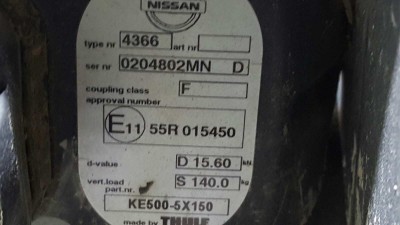 NISSAN
type nr 4366 art nr
ser nr 0204802MN D
coupling class F
approval number
E11 55R 015450
d-value D 15.60 kN
vert.load S 140.0 kg
part.nr.
KE500-5X150
made by THULE